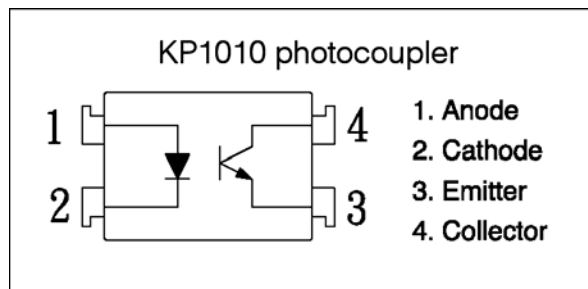 KP1010 photocoupler
1 4
2 3
1. Anode
2. Cathode
3. Emitter
4. Collector